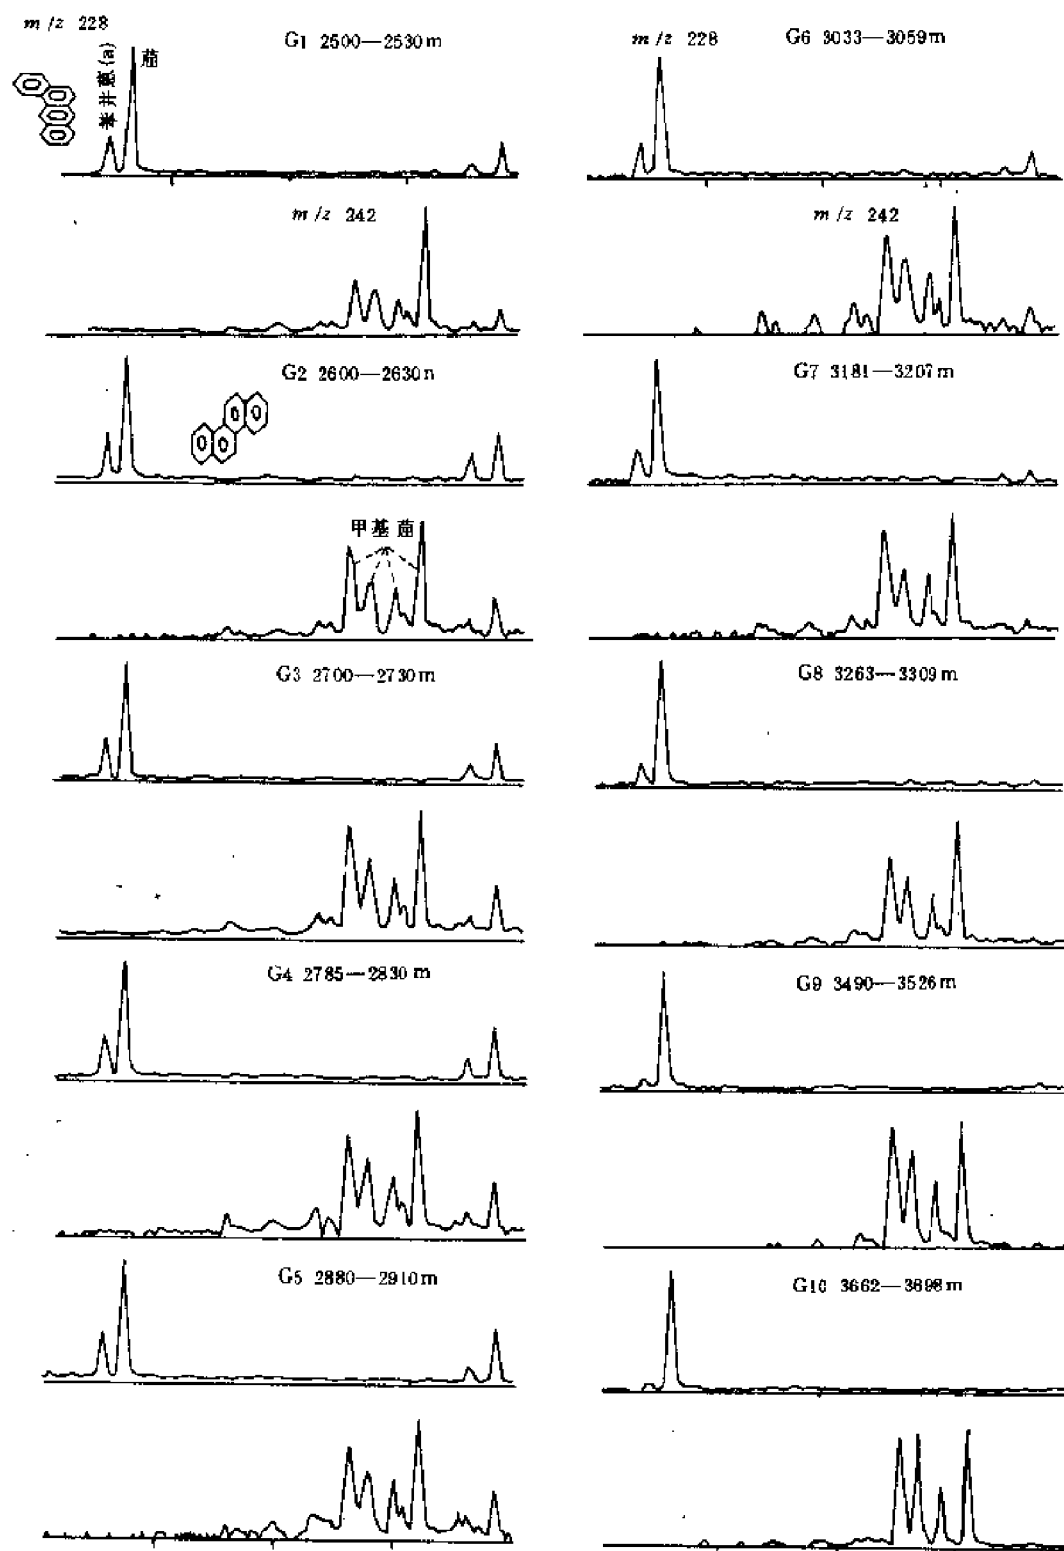 m/z 228
苯并蒽(a)
䓛
G1 2500—2530m
m/z 242
G2 2600—2630n
甲基䓛
G3 2700—2730m
G4 2785—2830 m
G5 2880—2910m
m/z 228
G6 3033—3059m
m/z 242
G7 3181—3207m
G8 3263—3309m
G9 3490—3526m
G10 3662—3698m